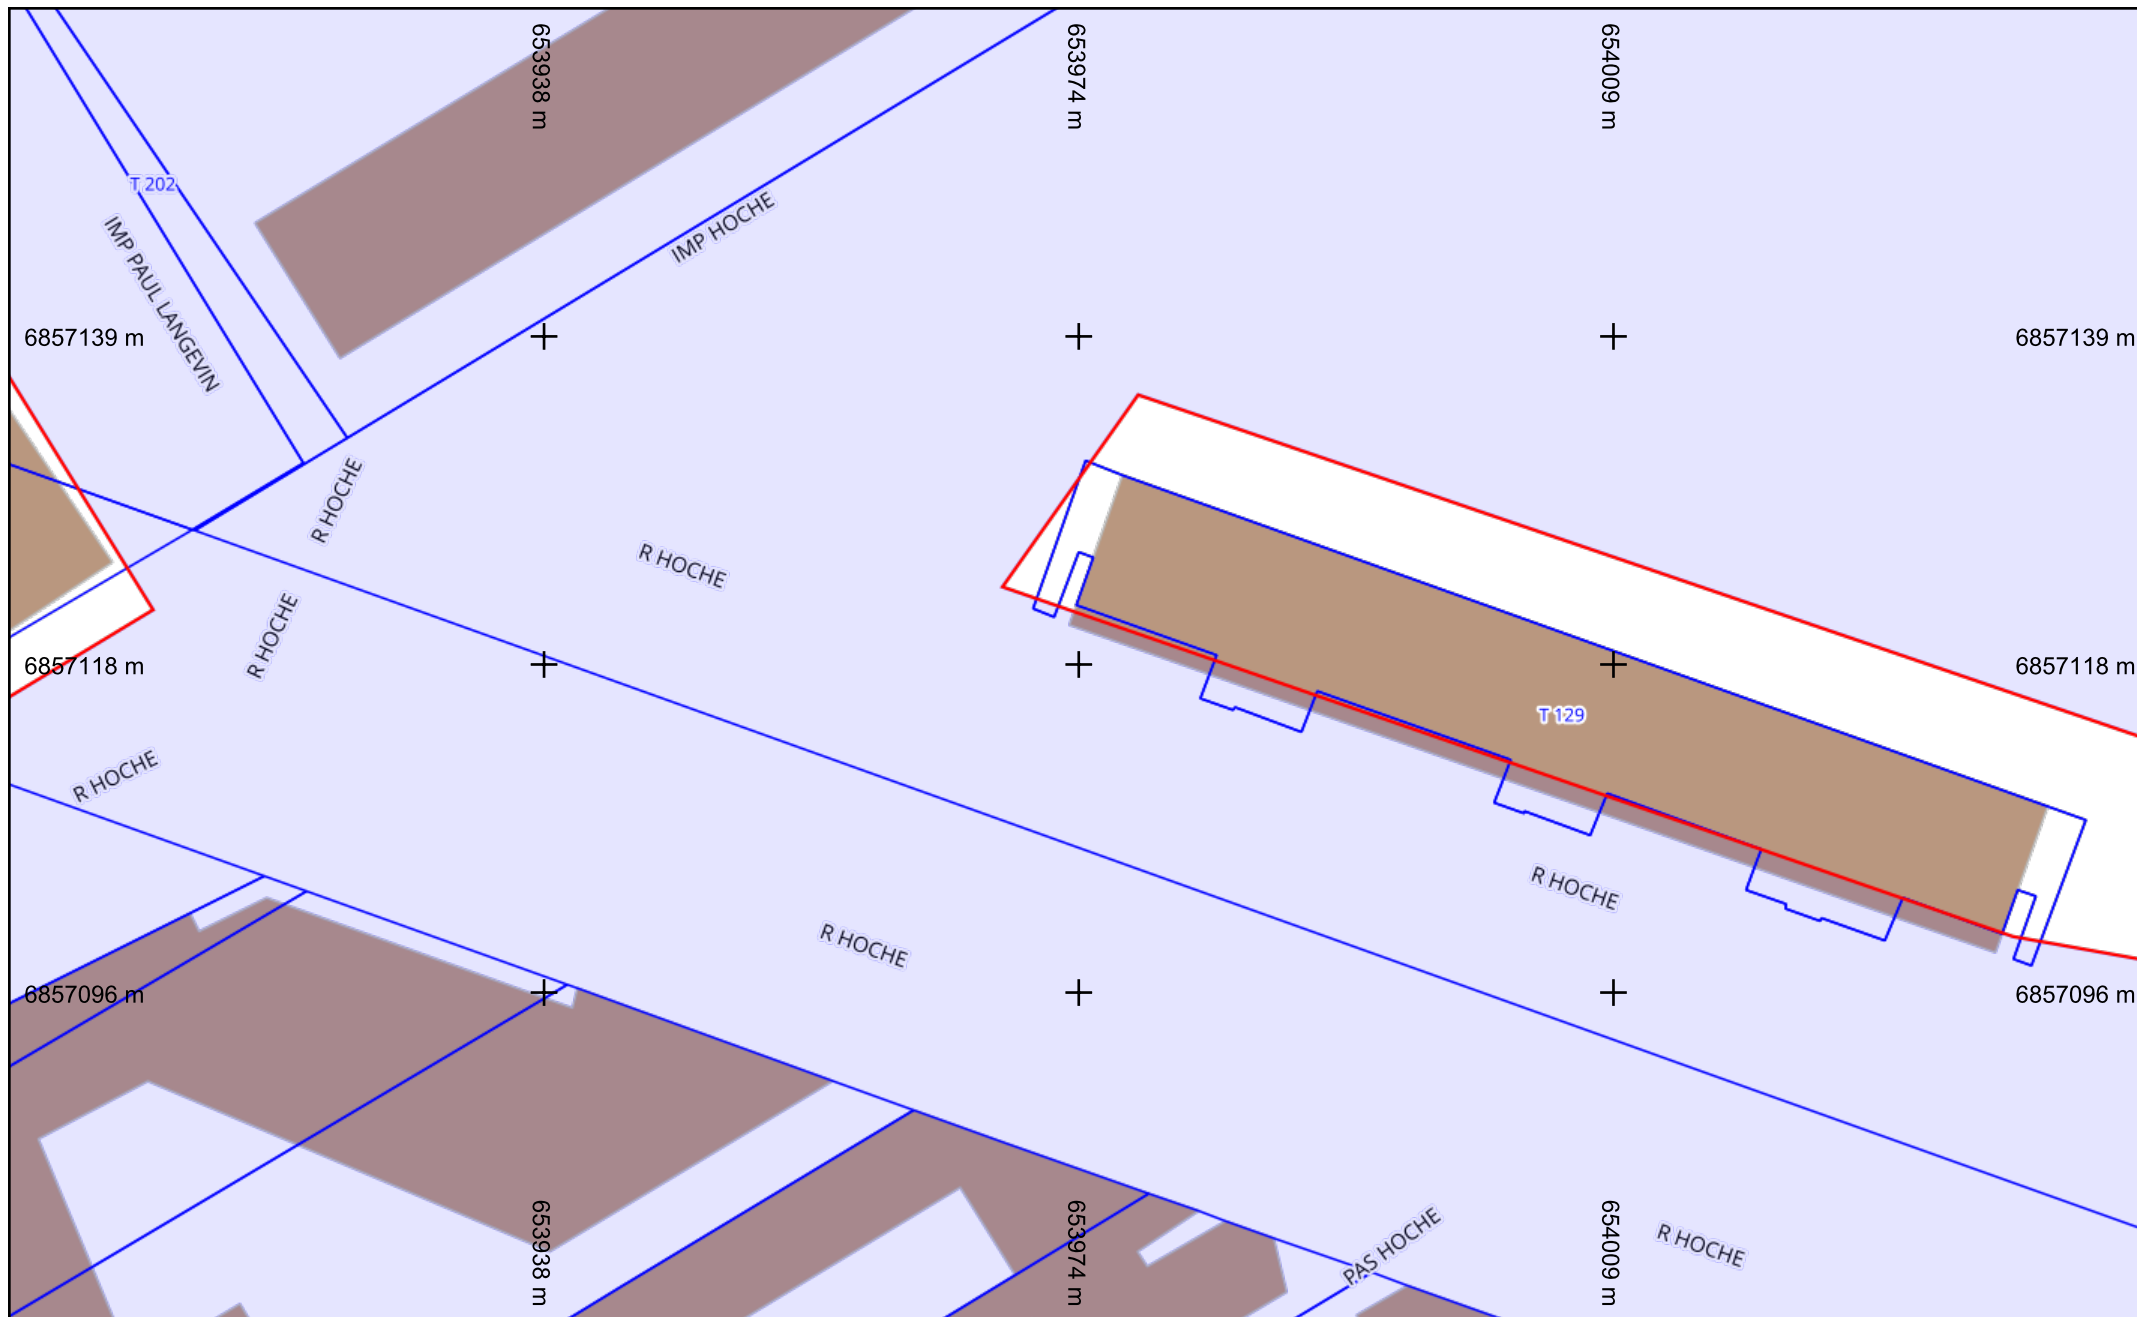 653938 m
653974 m
654009 m
T 202
IMP PAUL LANGEVIN
IMP HOCHE
6857139 m
6857139 m
R HOCHE
R HOCHE
R HOCHE
6857118 m
6857118 m
T 129
R HOCHE
R HOCHE
R HOCHE
6857096 m
6857096 m
653938 m
653974 m
654009 m
PAS HOCHE
R HOCHE